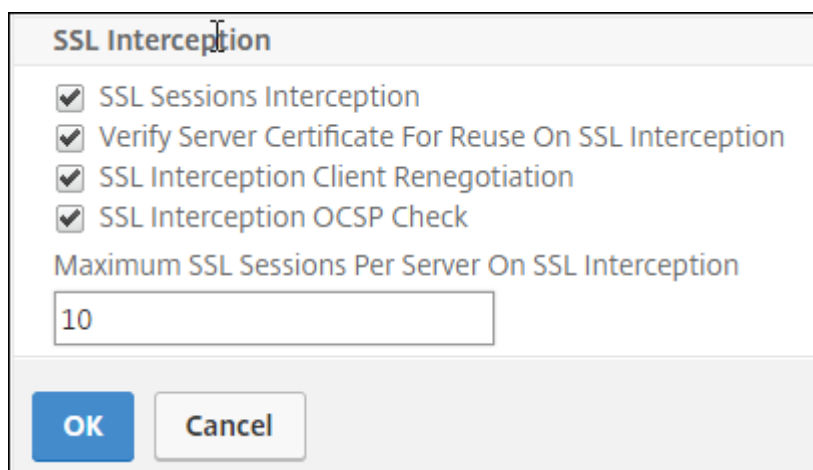 SSL Interception
SSL Sessions Interception
Verify Server Certificate For Reuse On SSL Interception
SSL Interception Client Renegotiation
SSL Interception OCSP Check
Maximum SSL Sessions Per Server On SSL Interception
10
OK Cancel